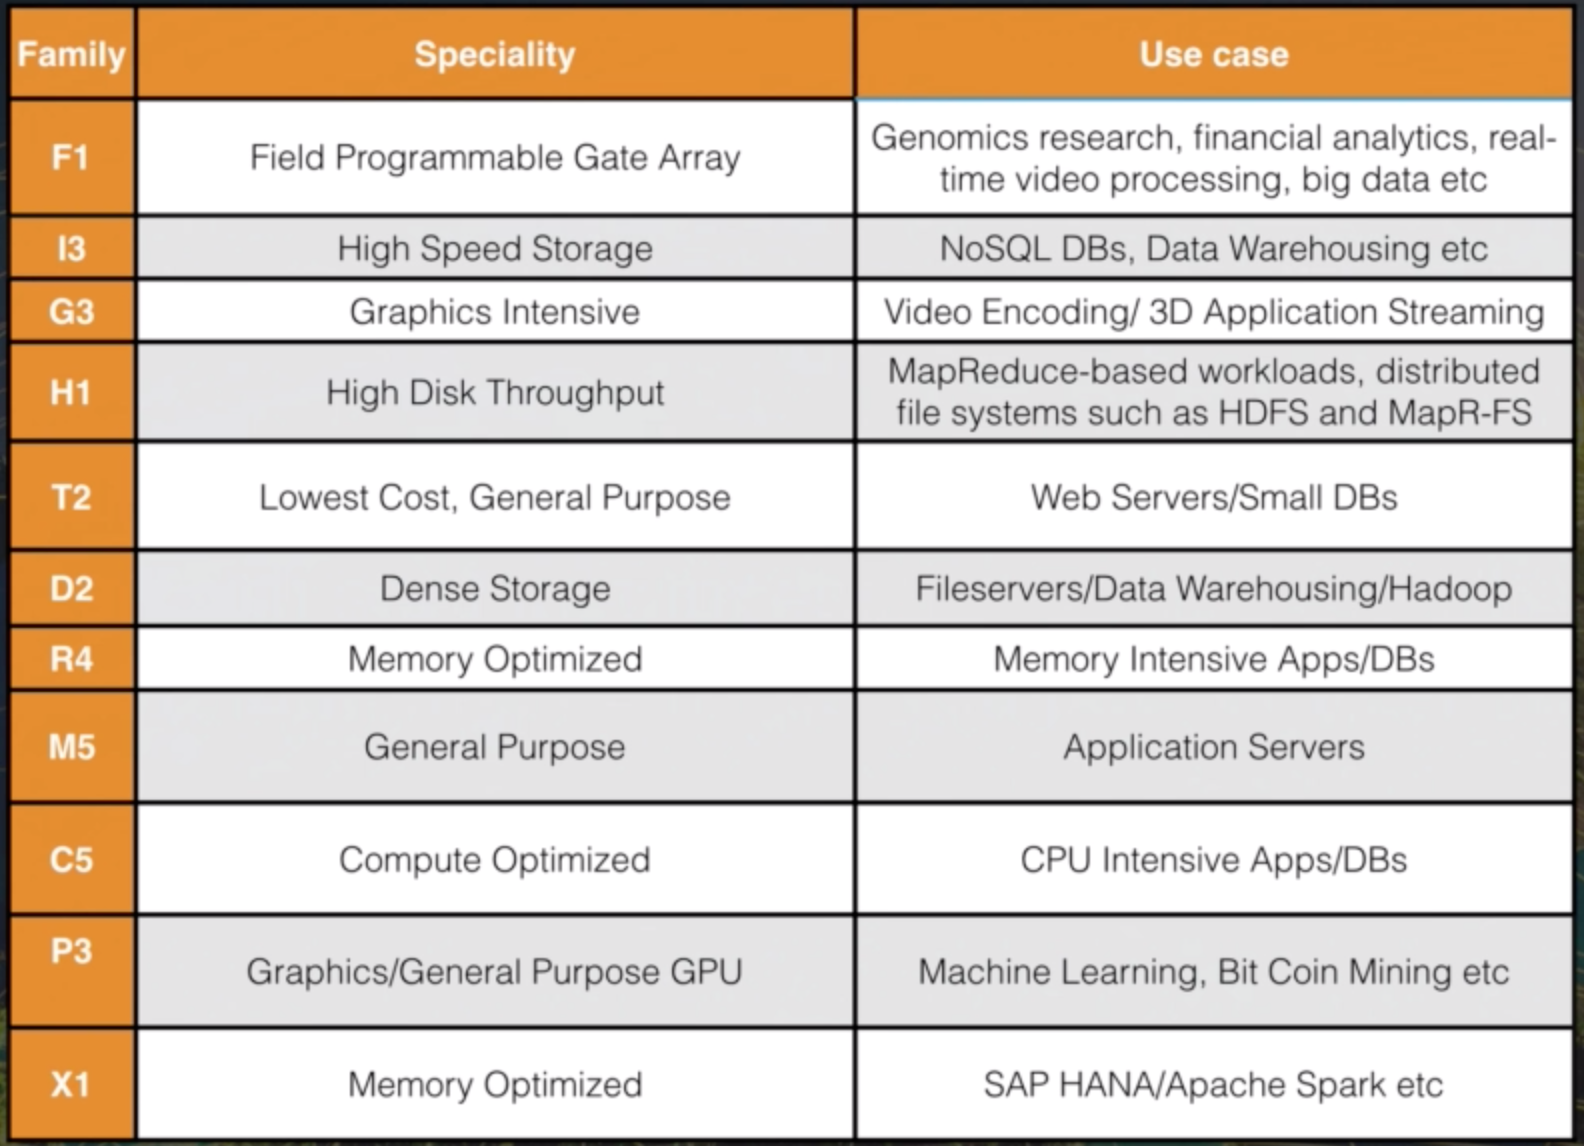 Family Speciality Use case
F1 Field Programmable Gate Array Genomics research, financial analytics, real-
time video processing, big data etc
I3 High Speed Storage NoSQL DBs, Data Warehousing etc
G3 Graphics Intensive Video Encoding/ 3D Application Streaming
H1 High Disk Throughput MapReduce-based workloads, distributed
file systems such as HDFS and MapR-FS
T2 Lowest Cost, General Purpose Web Servers/Small DBs
D2 Dense Storage Fileservers/Data Warehousing/Hadoop
R4 Memory Optimized Memory Intensive Apps/DBs
M5 General Purpose Application Servers
C5 Compute Optimized CPU Intensive Apps/DBs
P3 Graphics/General Purpose GPU Machine Learning, Bit Coin Mining etc
X1 Memory Optimized SAP HANA/Apache Spark etc